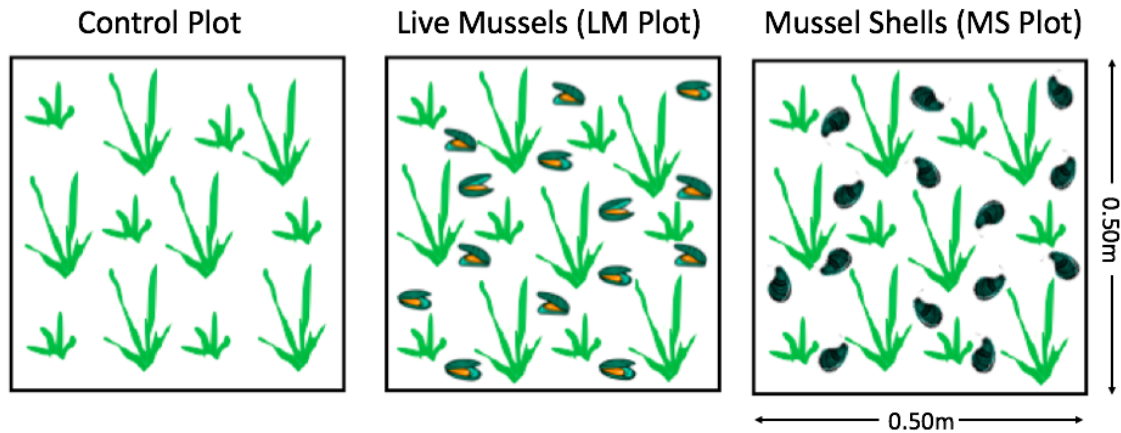 Control Plot
Live Mussels (LM Plot)
Mussel Shells (MS Plot)
0.50m
0.50m